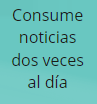 Consume
noticias
dos veces
al día